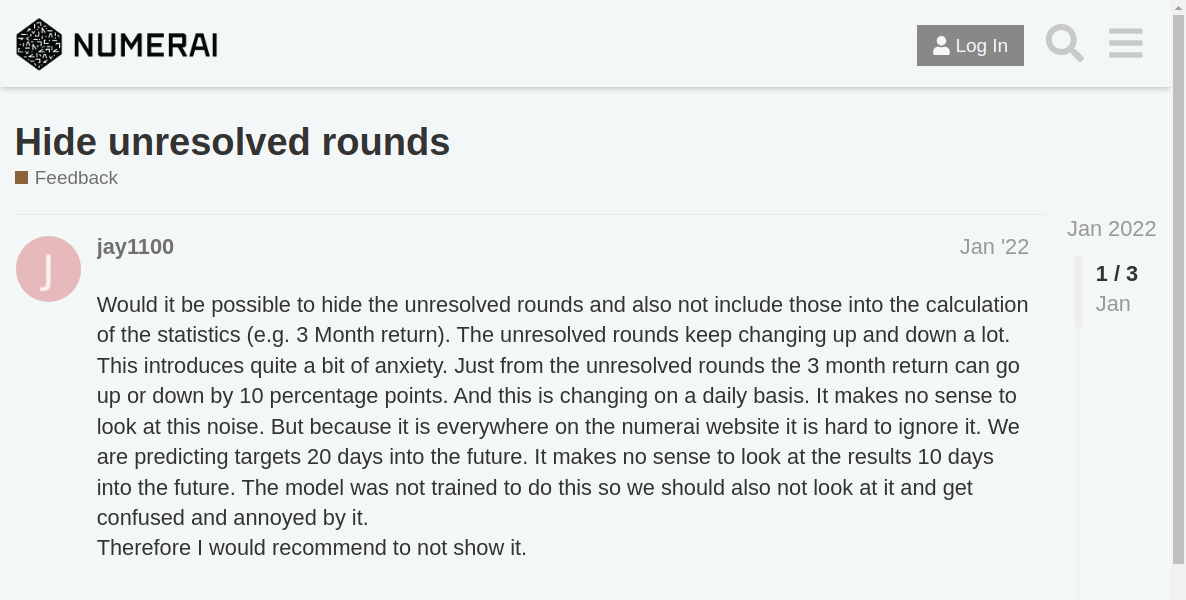 NUMERAI
Log In
Hide unresolved rounds
Feedback
Jan 2022
J
jay1100
Jan '22
1 / 3
Jan
Would it be possible to hide the unresolved rounds and also not include those into the calculation
of the statistics (e.g. 3 Month return). The unresolved rounds keep changing up and down a lot.
This introduces quite a bit of anxiety. Just from the unresolved rounds the 3 month return can go
up or down by 10 percentage points. And this is changing on a daily basis. It makes no sense to
look at this noise. But because it is everywhere on the numerai website it is hard to ignore it. We
are predicting targets 20 days into the future. It makes no sense to look at the results 10 days
into the future. The model was not trained to do this so we should also not look at it and get
confused and annoyed by it.
Therefore I would recommend to not show it.